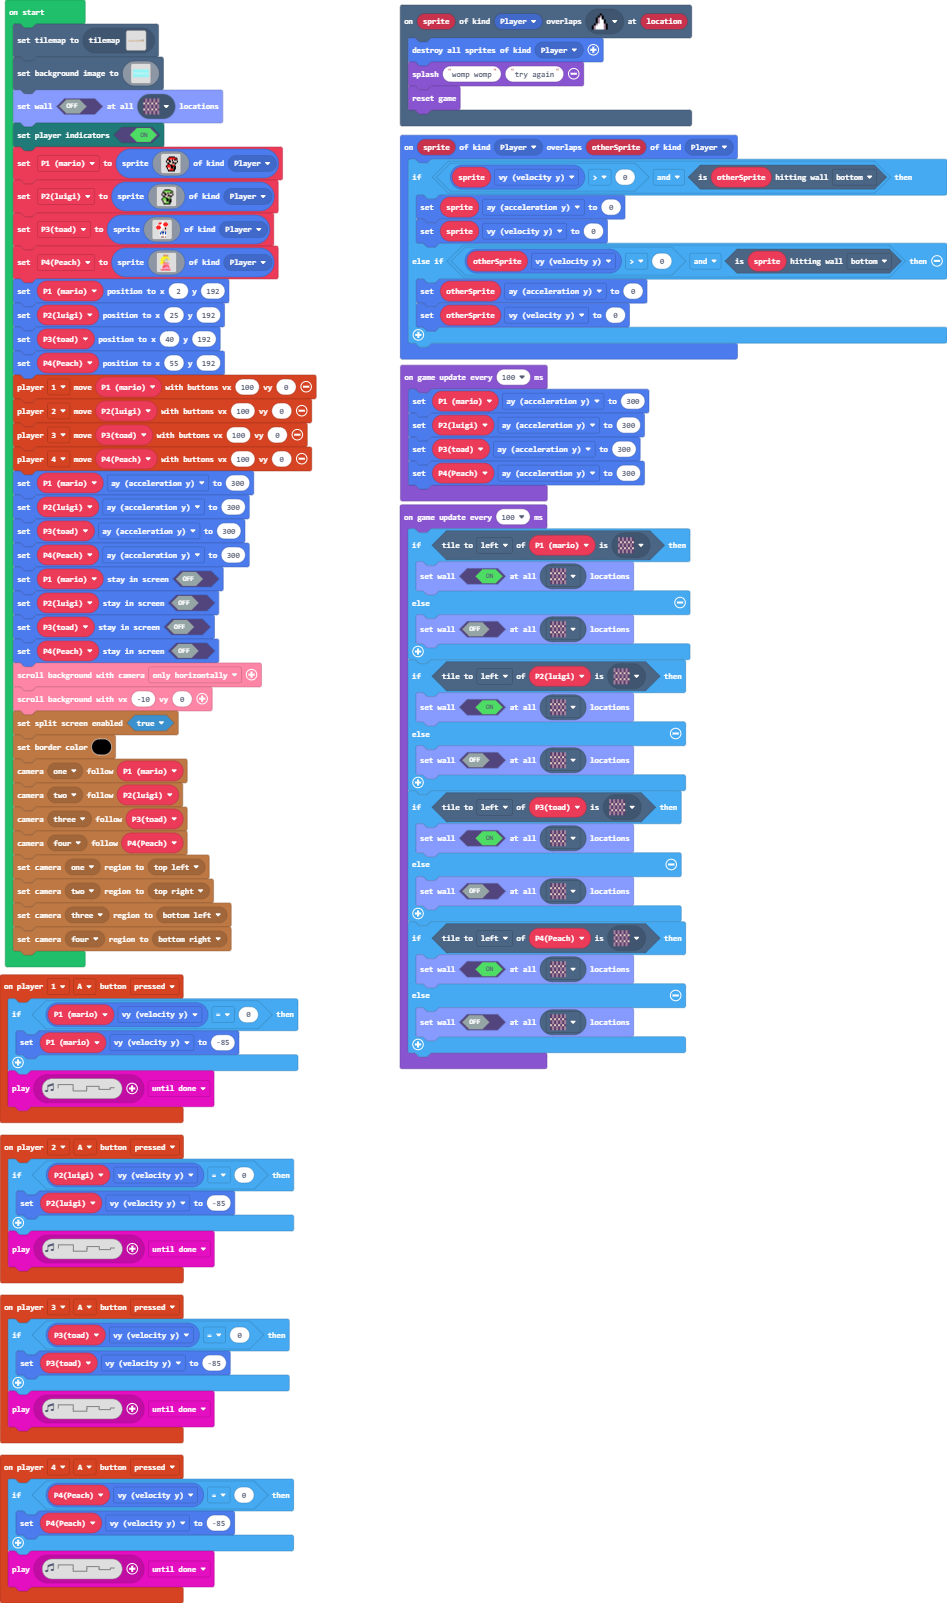 on start
set tilemap to tilemap
set background image to
set wall OFF at all locations
set player indicators ON
set P1 (mario) to sprite of kind Player
set P2(luigi) to sprite of kind Player
set P3(toad) to sprite of kind Player
set P4(Peach) to sprite of kind Player
set P1 (mario) position to x 2 y 192
set P2(luigi) position to x 25 y 192
set P3(toad) position to x 40 y 192
set P4(Peach) position to x 55 y 192
player 1 move P1 (mario) with buttons vx 100 vy 0
player 2 move P2(luigi) with buttons vx 100 vy 0
player 3 move P3(toad) with buttons vx 100 vy 0
player 4 move P4(Peach) with buttons vx 100 vy 0
set P1 (mario) ay (acceleration y) to 300
set P2(luigi) ay (acceleration y) to 300
set P3(toad) ay (acceleration y) to 300
set P4(Peach) ay (acceleration y) to 300
set P1 (mario) stay in screen OFF
set P2(luigi) stay in screen OFF
set P3(toad) stay in screen OFF
set P4(Peach) stay in screen OFF
scroll background with camera only horizontally
scroll background with vx -10 vy 0
set split screen enabled true
set border color
camera one follow P1 (mario)
camera two follow P2(luigi)
camera three follow P3(toad)
camera four follow P4(Peach)
set camera one region to top left
set camera two region to top right
set camera three region to bottom left
set camera four region to bottom right
on player 1 A button pressed
if P1 (mario) vy (velocity y) = 0 then
set P1 (mario) vy (velocity y) to -85
play until done
on player 2 A button pressed
if P2(luigi) vy (velocity y) = 0 then
set P2(luigi) vy (velocity y) to -85
play until done
on player 3 A button pressed
if P3(toad) vy (velocity y) = 0 then
set P3(toad) vy (velocity y) to -85
play until done
on player 4 A button pressed
if P4(Peach) vy (velocity y) = 0 then
set P4(Peach) vy (velocity y) to -85
play until done
on sprite of kind Player overlaps at location
destroy all sprites of kind Player
splash "womp womp" "try again"
reset game
on sprite of kind Player overlaps otherSprite of kind Player
if sprite vy (velocity y) > 0 and is otherSprite hitting wall bottom then
set sprite ay (acceleration y) to 0
set sprite vy (velocity y) to 0
else if otherSprite vy (velocity y) > 0 and is sprite hitting wall bottom then
set otherSprite ay (acceleration y) to 0
set otherSprite vy (velocity y) to 0
on game update every 100 ms
set P1 (mario) ay (acceleration y) to 300
set P2(luigi) ay (acceleration y) to 300
set P3(toad) ay (acceleration y) to 300
set P4(Peach) ay (acceleration y) to 300
on game update every 100 ms
if tile to left of P1 (mario) is then
set wall ON at all locations
else
set wall OFF at all locations
if tile to left of P2(luigi) is then
set wall ON at all locations
else
set wall OFF at all locations
if tile to left of P3(toad) is then
set wall ON at all locations
else
set wall OFF at all locations
if tile to left of P4(Peach) is then
set wall ON at all locations
else
set wall OFF at all locations